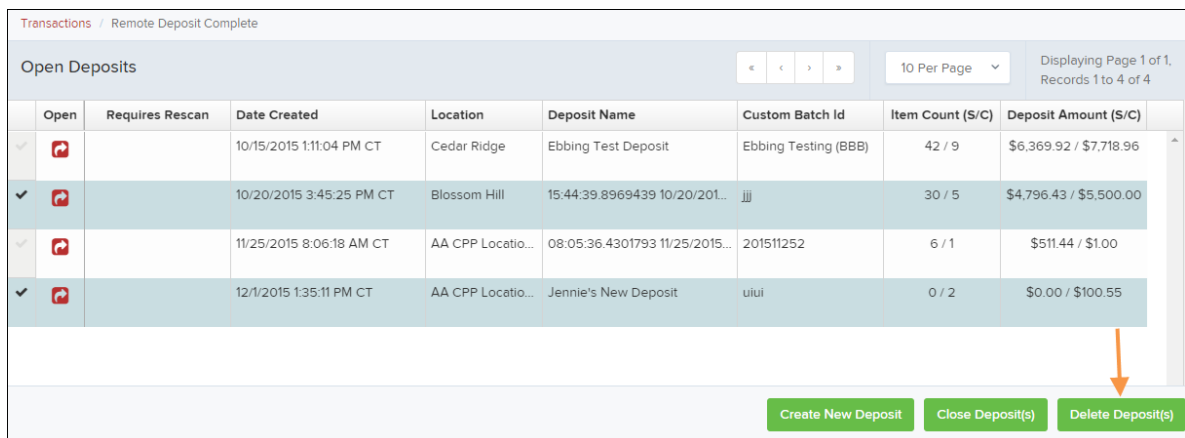 Transactions / Remote Deposit Complete
Open Deposits « ‹ › » 10 Per Page Displaying Page 1 of 1, Records 1 to 4 of 4
Open Requires Rescan Date Created Location Deposit Name Custom Batch Id Item Count (S/C) Deposit Amount (S/C)
10/15/2015 1:11:04 PM CT Cedar Ridge Ebbing Test Deposit Ebbing Testing (BBB) 42 / 9 $6,369.92 / $7,718.96
10/20/2015 3:45:25 PM CT Blossom Hill 15:44:39.8969439 10/20/201... jjj 30 / 5 $4,796.43 / $5,500.00
11/25/2015 8:06:18 AM CT AA CPP Locatio... 08:05:36.4301793 11/25/2015... 201511252 6 / 1 $511.44 / $1.00
12/1/2015 1:35:11 PM CT AA CPP Locatio... Jennie's New Deposit uiui 0 / 2 $0.00 / $100.55
Create New Deposit Close Deposit(s) Delete Deposit(s)